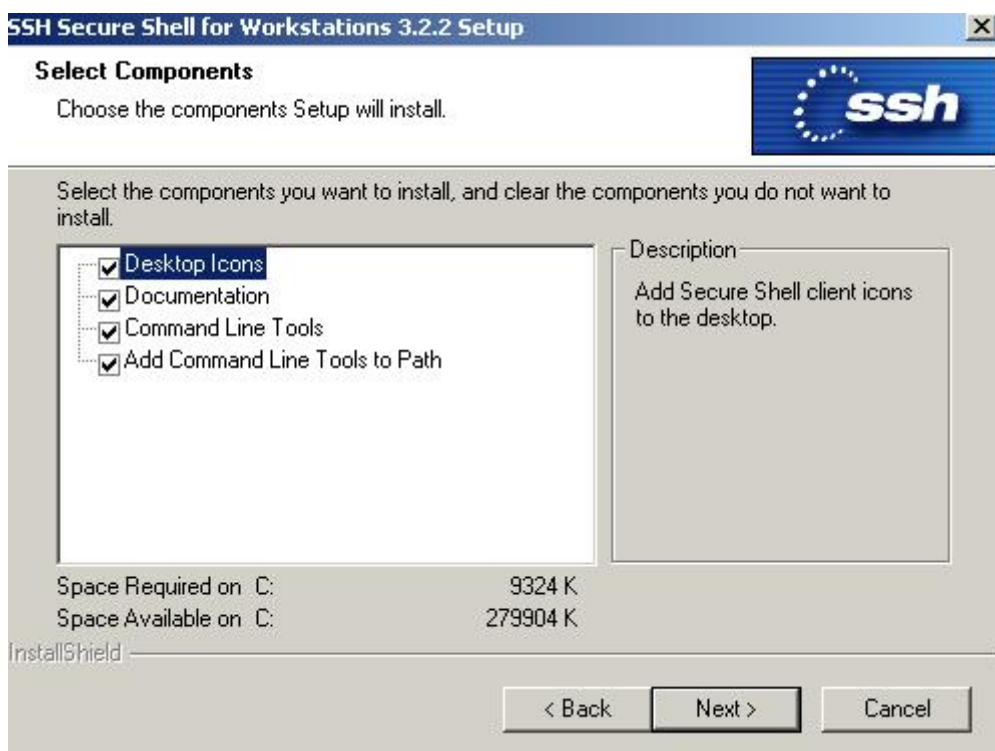 SSH Secure Shell for Workstations 3.2.2 Setup
Select Components
Choose the components Setup will install.
ssh
Select the components you want to install, and clear the components you do not want to
install.
Desktop Icons
Documentation
Command Line Tools
Add Command Line Tools to Path
Description
Add Secure Shell client icons
to the desktop.
Space Required on C: 9324 K
Space Available on C: 279904 K
InstallShield
< Back Next > Cancel